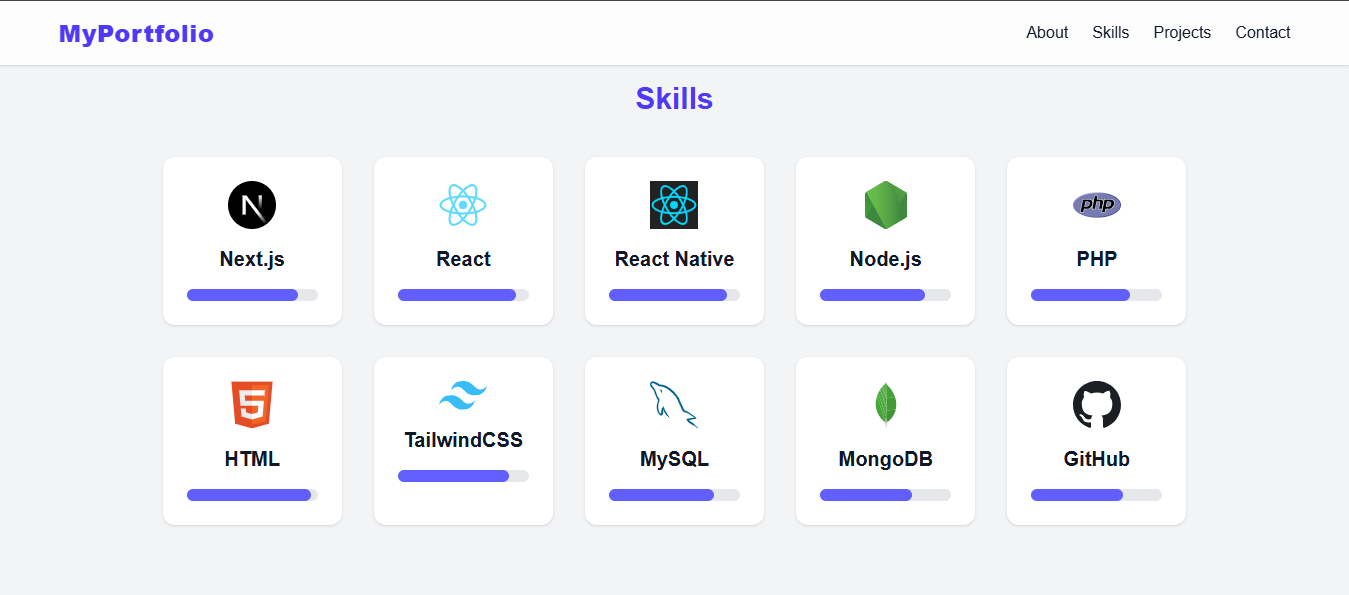 MyPortfolio
About Skills Projects Contact
Skills
N
php
Next.js React React Native Node.js PHP
5
HTML TailwindCSS MySQL MongoDB GitHub